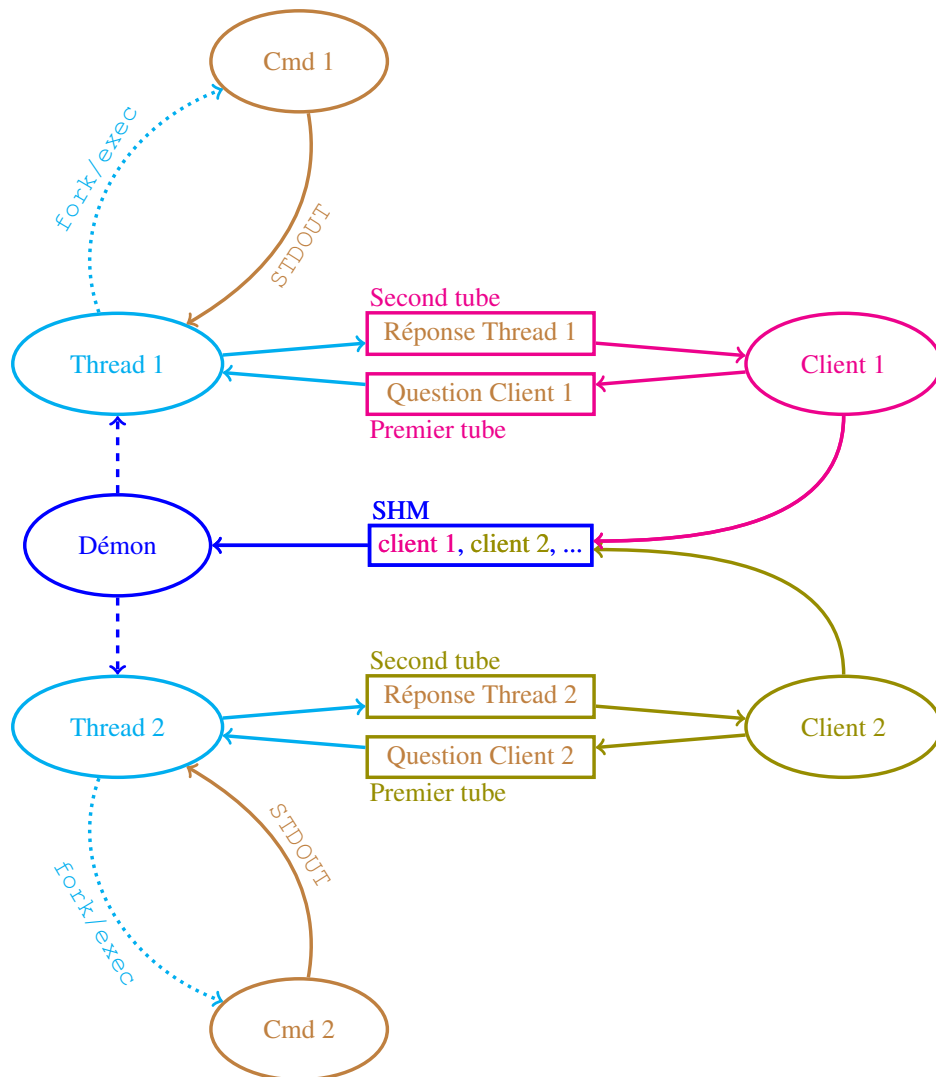 Cmd 1
fork/exec
STDOUT
Second tube
Réponse Thread 1
Thread 1
Client 1
Question Client 1
Premier tube
SHM
Démon
client 1, client 2, ...
Second tube
Réponse Thread 2
Thread 2
Client 2
Question Client 2
Premier tube
STDOUT
fork/exec
Cmd 2